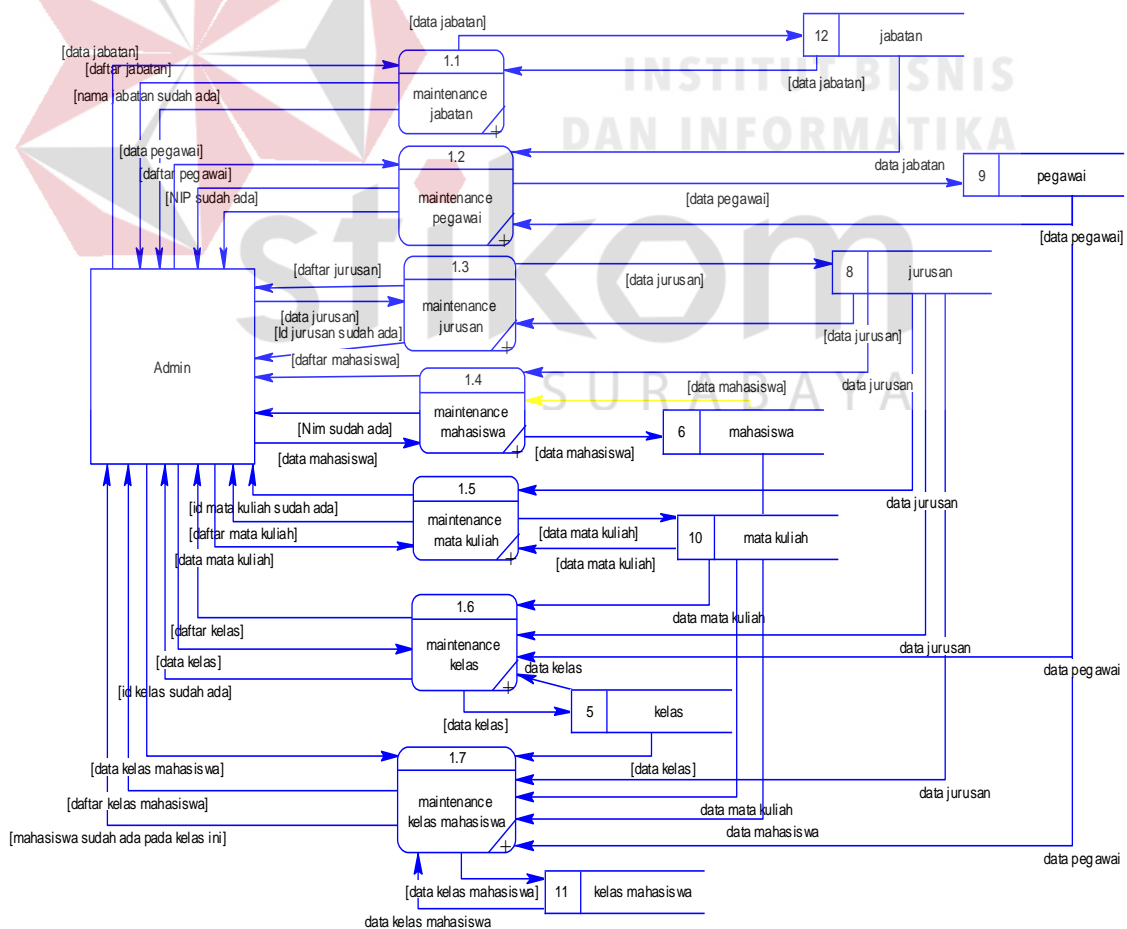 [data jabatan]
12
jabatan
[data jabatan]
[daftar jabatan]
[nama jabatan sudah ada]
1.1
maintenance
jabatan
[data jabatan]
INSTITUT BISNIS
DAN INFORMATIKA
stikom
SURABAYA
[data pegawai]
[daftar pegawai]
[NIP sudah ada]
1.2
maintenance
pegawai
data jabatan
9
pegawai
[data pegawai]
[data pegawai]
[daftar jurusan]
1.3
maintenance
jurusan
[data jurusan]
8
jurusan
[data jurusan]
[Id jurusan sudah ada]
[data jurusan]
Admin
[daftar mahasiswa]
1.4
maintenance
mahasiswa
[data mahasiswa]
data jurusan
[Nim sudah ada]
[data mahasiswa]
[data mahasiswa]
6
mahasiswa
1.5
maintenance
mata kuliah
[id mata kuliah sudah ada]
[daftar mata kuliah]
[data mata kuliah]
[data mata kuliah]
[data mata kuliah]
10
mata kuliah
data jurusan
1.6
maintenance
kelas
[daftar kelas]
[data kelas]
[id kelas sudah ada]
data mata kuliah
data jurusan
data pegawai
data kelas
[data kelas]
5
kelas
[data kelas]
1.7
maintenance
kelas mahasiswa
[data kelas mahasiswa]
[daftar kelas mahasiswa]
[mahasiswa sudah ada pada kelas ini]
data jurusan
data mata kuliah
data mahasiswa
data pegawai
[data kelas mahasiswa]
11
kelas mahasiswa
data kelas mahasiswa